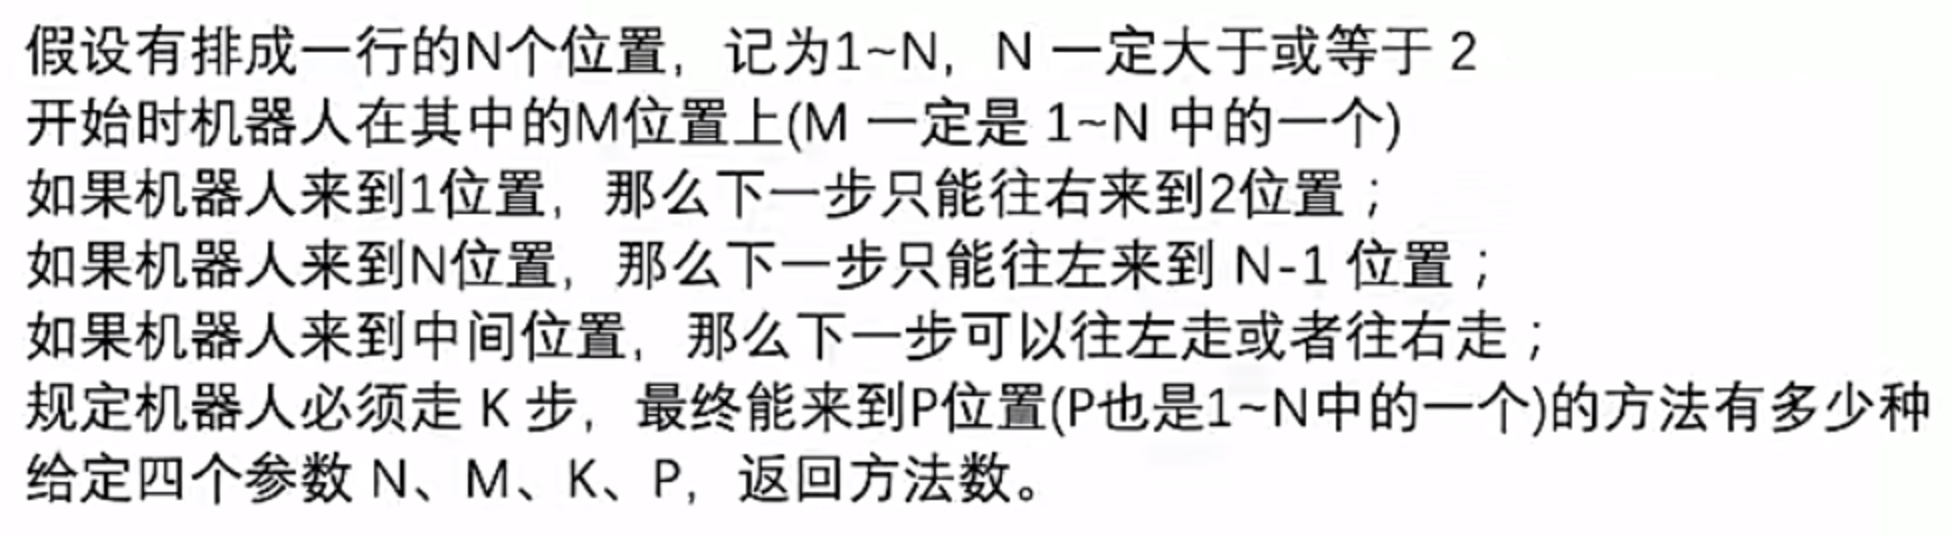 假设有排成一行的N个位置，记为1~N，N 一定大于或等于 2
开始时机器人在其中的M位置上(M 一定是 1~N 中的一个)
如果机器人来到1位置，那么下一步只能往右来到2位置；
如果机器人来到N位置，那么下一步只能往左来到 N-1 位置；
如果机器人来到中间位置，那么下一步可以往左走或者往右走；
规定机器人必须走 K 步，最终能来到P位置(P也是1~N中的一个)的方法有多少种
给定四个参数 N、M、K、P，返回方法数。